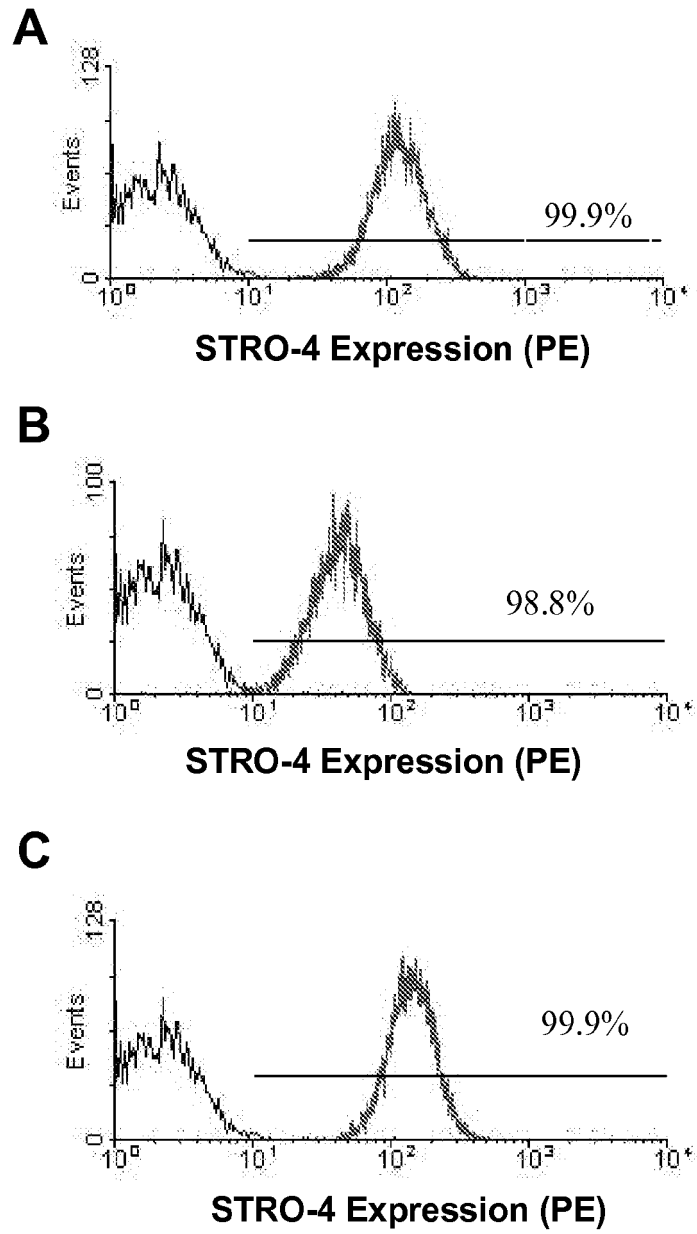 A
128
Events
99.9%
0
10⁰ 10¹ 10² 10³ 10⁴
STRO-4 Expression (PE)
B
100
Events
98.8%
0
10⁰ 10¹ 10² 10³ 10⁴
STRO-4 Expression (PE)
C
128
Events
99.9%
0
10⁰ 10¹ 10² 10³ 10⁴
STRO-4 Expression (PE)